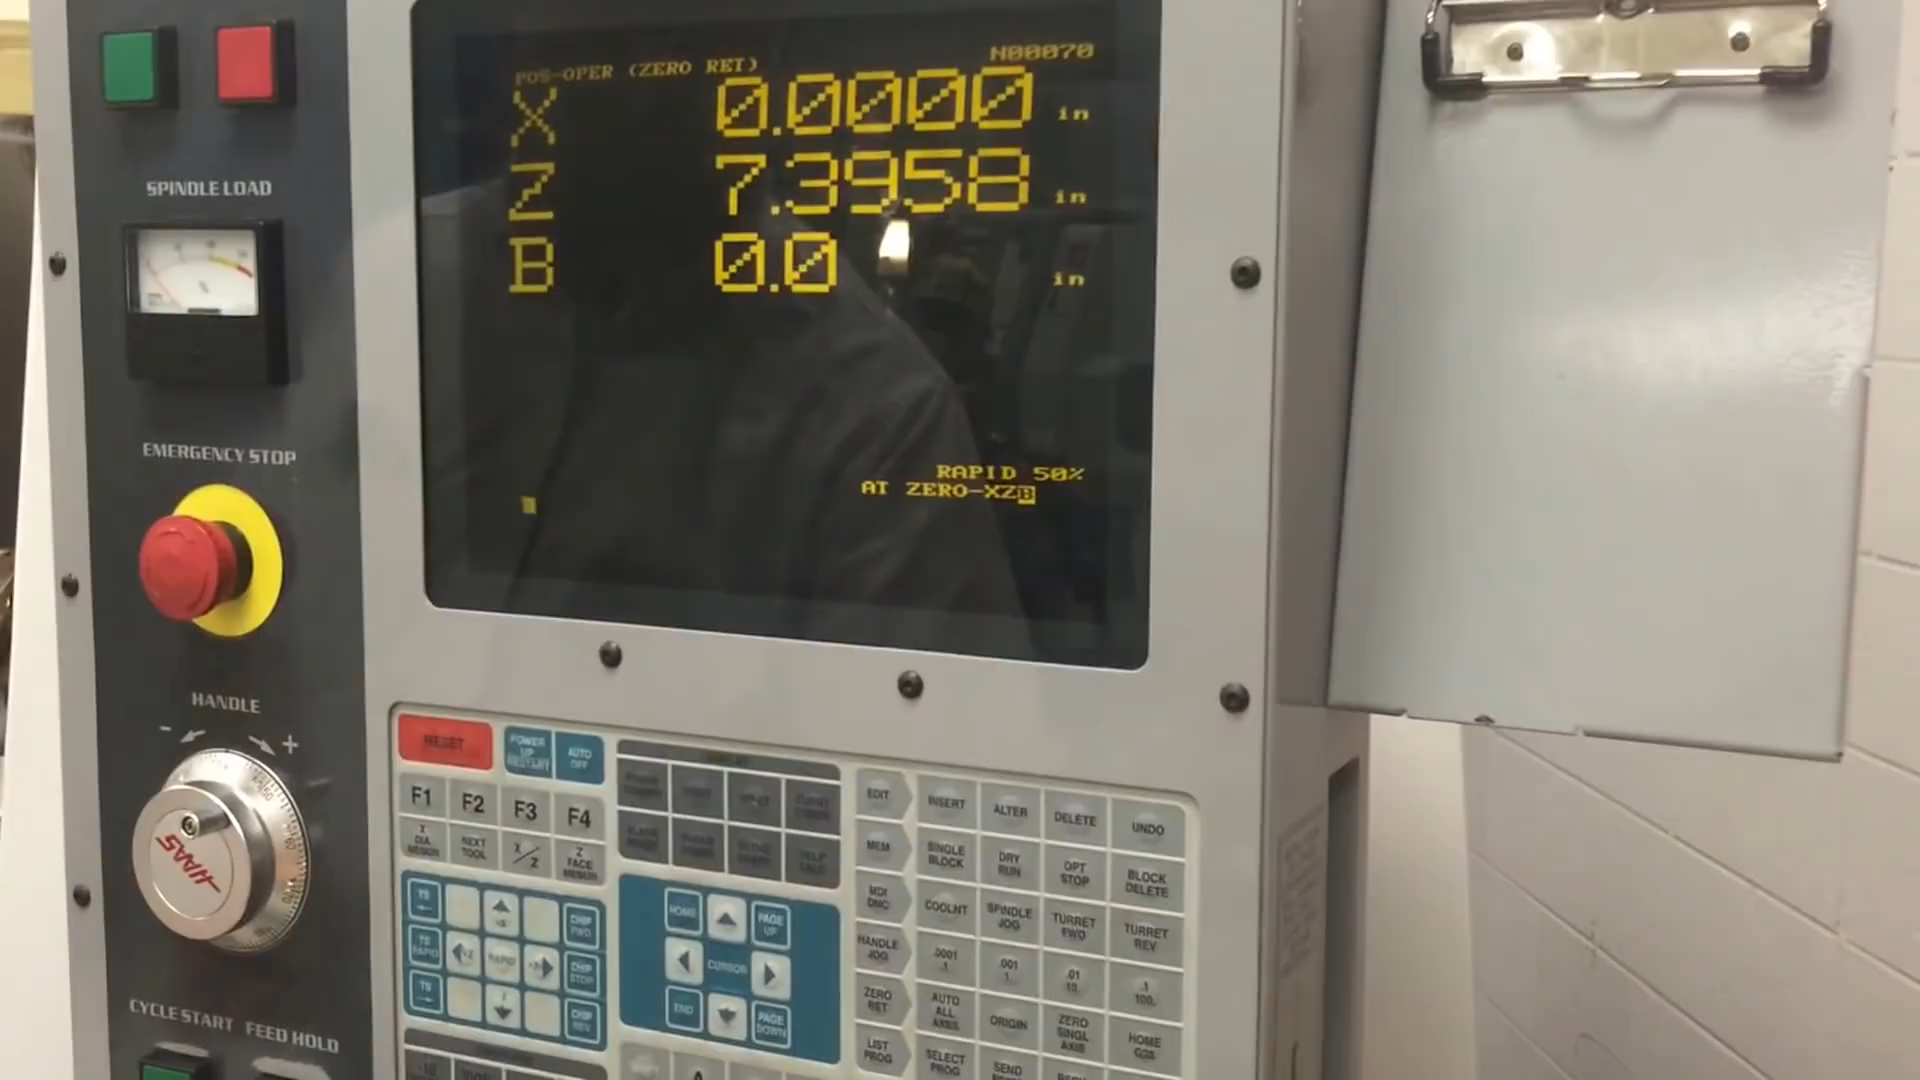 POS-OPER (ZERO RET) N00070
X 0.0000 in
Z 7.3958 in
B 0.0 in
RAPID 50%
AT ZERO-XZB
SPINDLE LOAD
EMERGENCY STOP
HANDLE
- +
HAAS
CYCLE START FEED HOLD
RESET
POWER UP RESTART
AUTO OFF
F1 F2 F3 F4
X DIA MESUR
NEXT TOOL
X/Z
Z FACE MESUR
TS
CHIP FWD
TS RAPID
RAPID
CHIP STOP
TS
CHIP REV
HOME
PAGE UP
CURSOR
END
PAGE DOWN
EDIT INSERT ALTER DELETE UNDO
MEM SINGLE BLOCK DRY RUN OPT STOP BLOCK DELETE
MDI DNC COOLNT SPINDLE JOG TURRET FWD TURRET REV
HANDLE JOG .0001 .1 .001 1. .01 10. .1 100.
ZERO RET AUTO ALL AXES ORIGIN ZERO SINGL AXIS HOME G28
LIST PROG SELECT PROG SEND
A